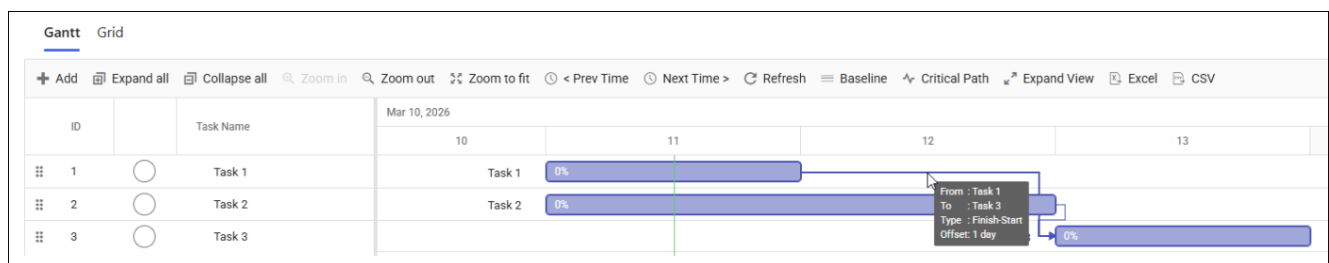 Gantt Grid
Add Expand all Collapse all Zoom in Zoom out Zoom to fit < Prev Time Next Time > Refresh Baseline Critical Path Expand View Excel CSV
ID Task Name Mar 10, 2026
10 11 12 13
1 Task 1 Task 1 0%
2 Task 2 Task 2 0%
From : Task 1
To : Task 3
Type : Finish-Start
Offset: 1 day
3 Task 3 0%